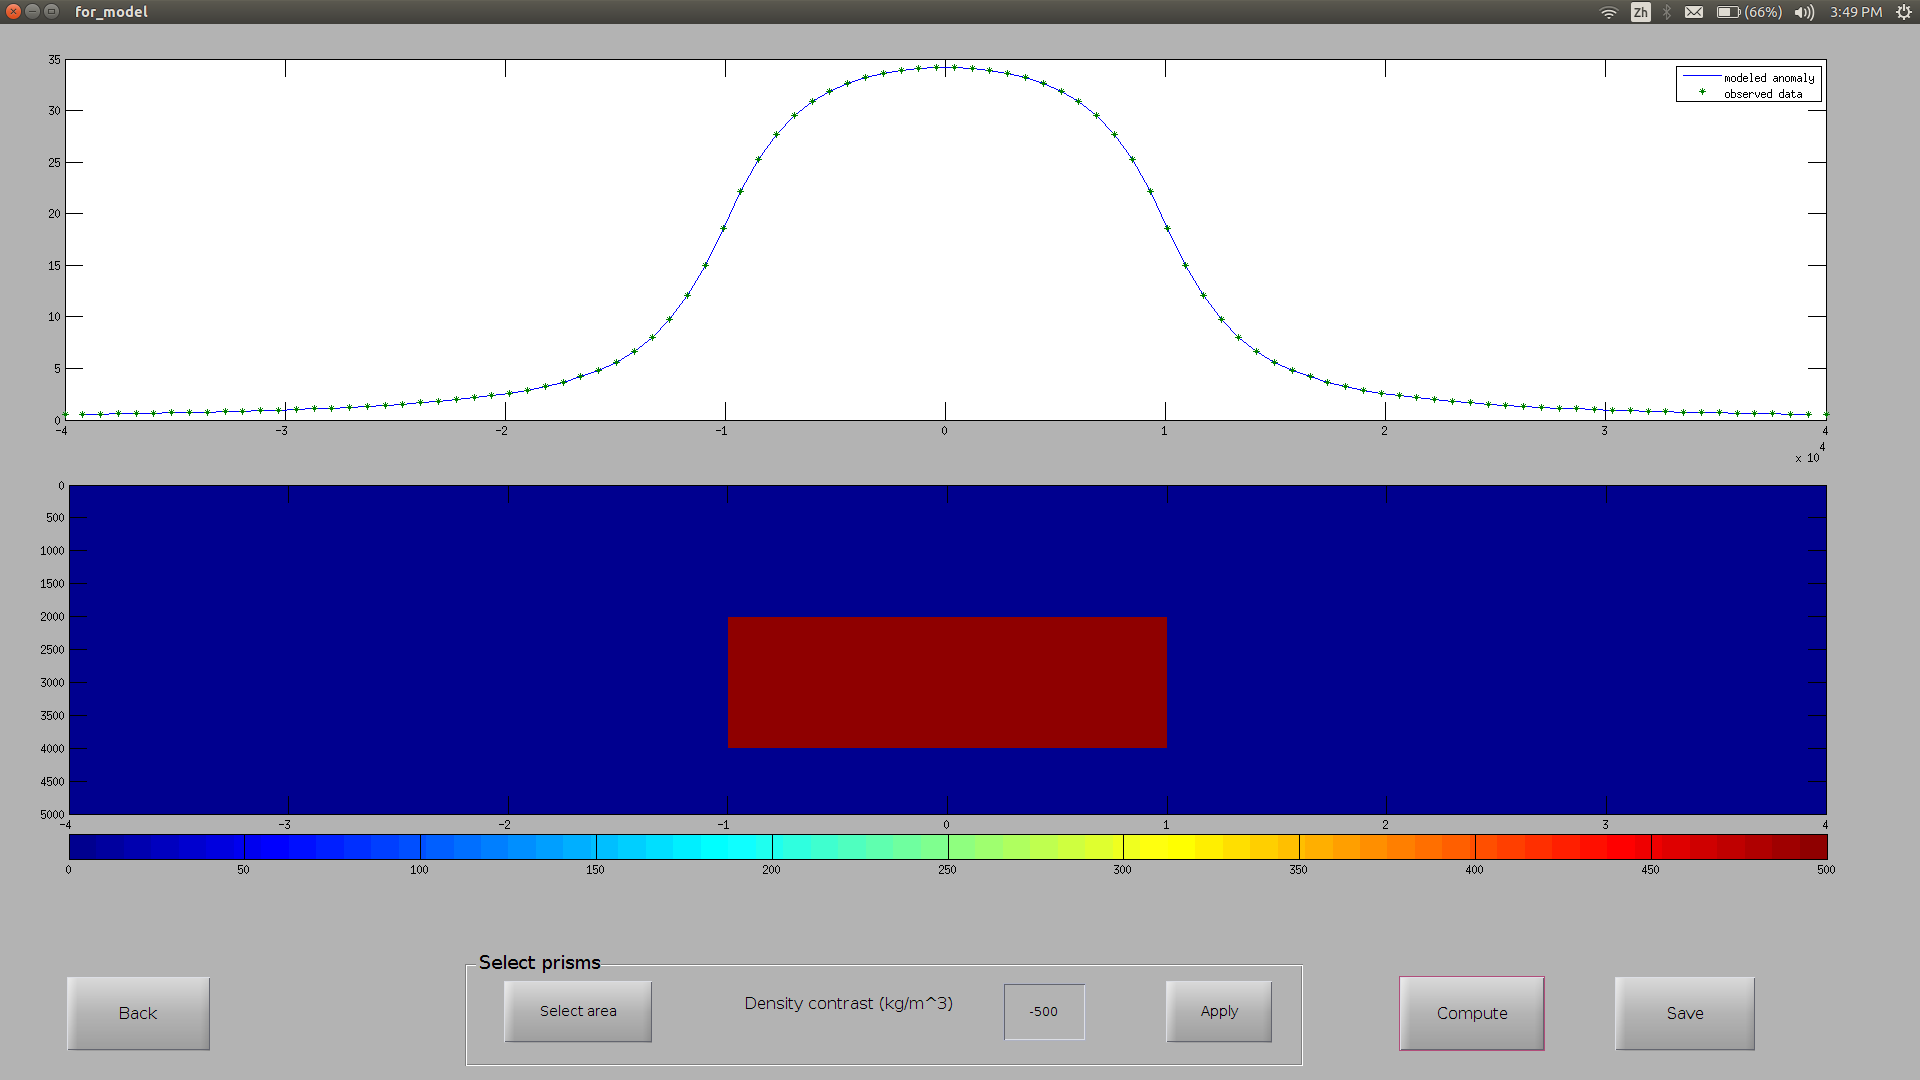 for_model
Zh
(66%)
3:49 PM
35
30
25
20
15
10
5
0
modeled anomaly
observed data
-4 -3 -2 -1 0 1 2 3 4
x 10 4
0
500
1000
1500
2000
2500
3000
3500
4000
4500
5000
-4 -3 -2 -1 0 1 2 3 4
0 50 100 150 200 250 300 350 400 450 500
Select prisms
Back
Select area
Density contrast (kg/m^3)
-500
Apply
Compute
Save